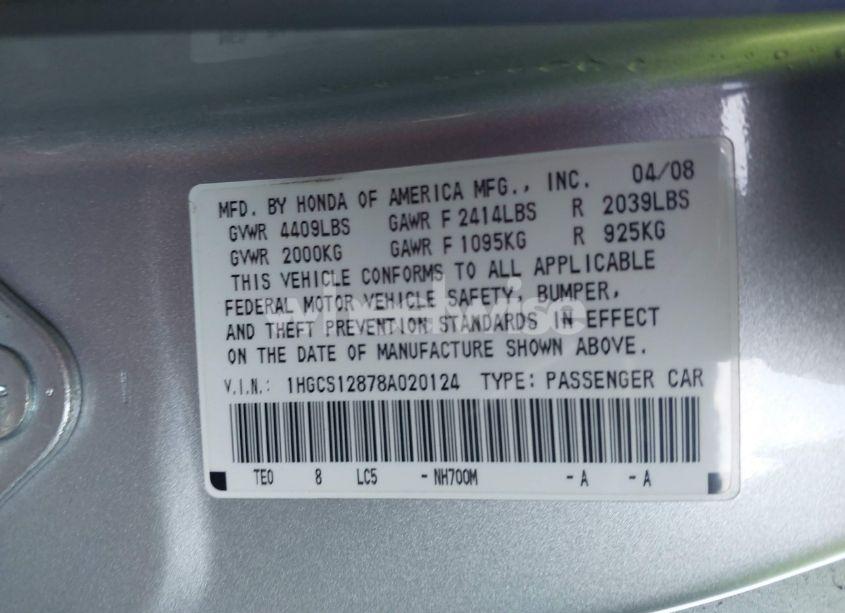 MFD. BY HONDA OF AMERICA MFG., INC. 04/08
GVWR 4409LBS GAWR F 2414LBS R 2039LBS
GVWR 2000KG GAWR F 1095KG R 925KG
THIS VEHICLE CONFORMS TO ALL APPLICABLE
FEDERAL MOTOR VEHICLE SAFETY, BUMPER,
AND THEFT PREVENTION STANDARDS IN EFFECT
ON THE DATE OF MANUFACTURE SHOWN ABOVE.
V.I.N.: 1HGCS12878A020124 TYPE: PASSENGER CAR
TE0 8 LC5 - NH700M - A - A